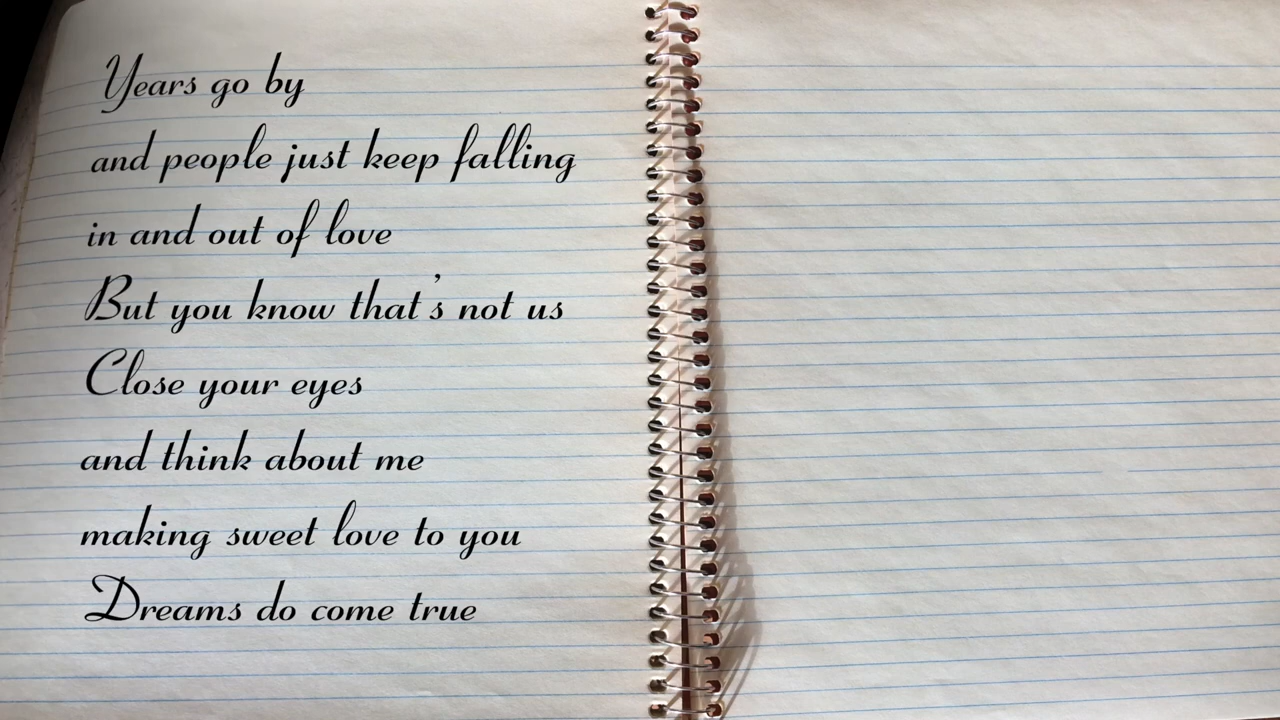 Years go by
and people just keep falling
in and out of love
But you know that's not us
Close your eyes
and think about me
making sweet love to you
Dreams do come true